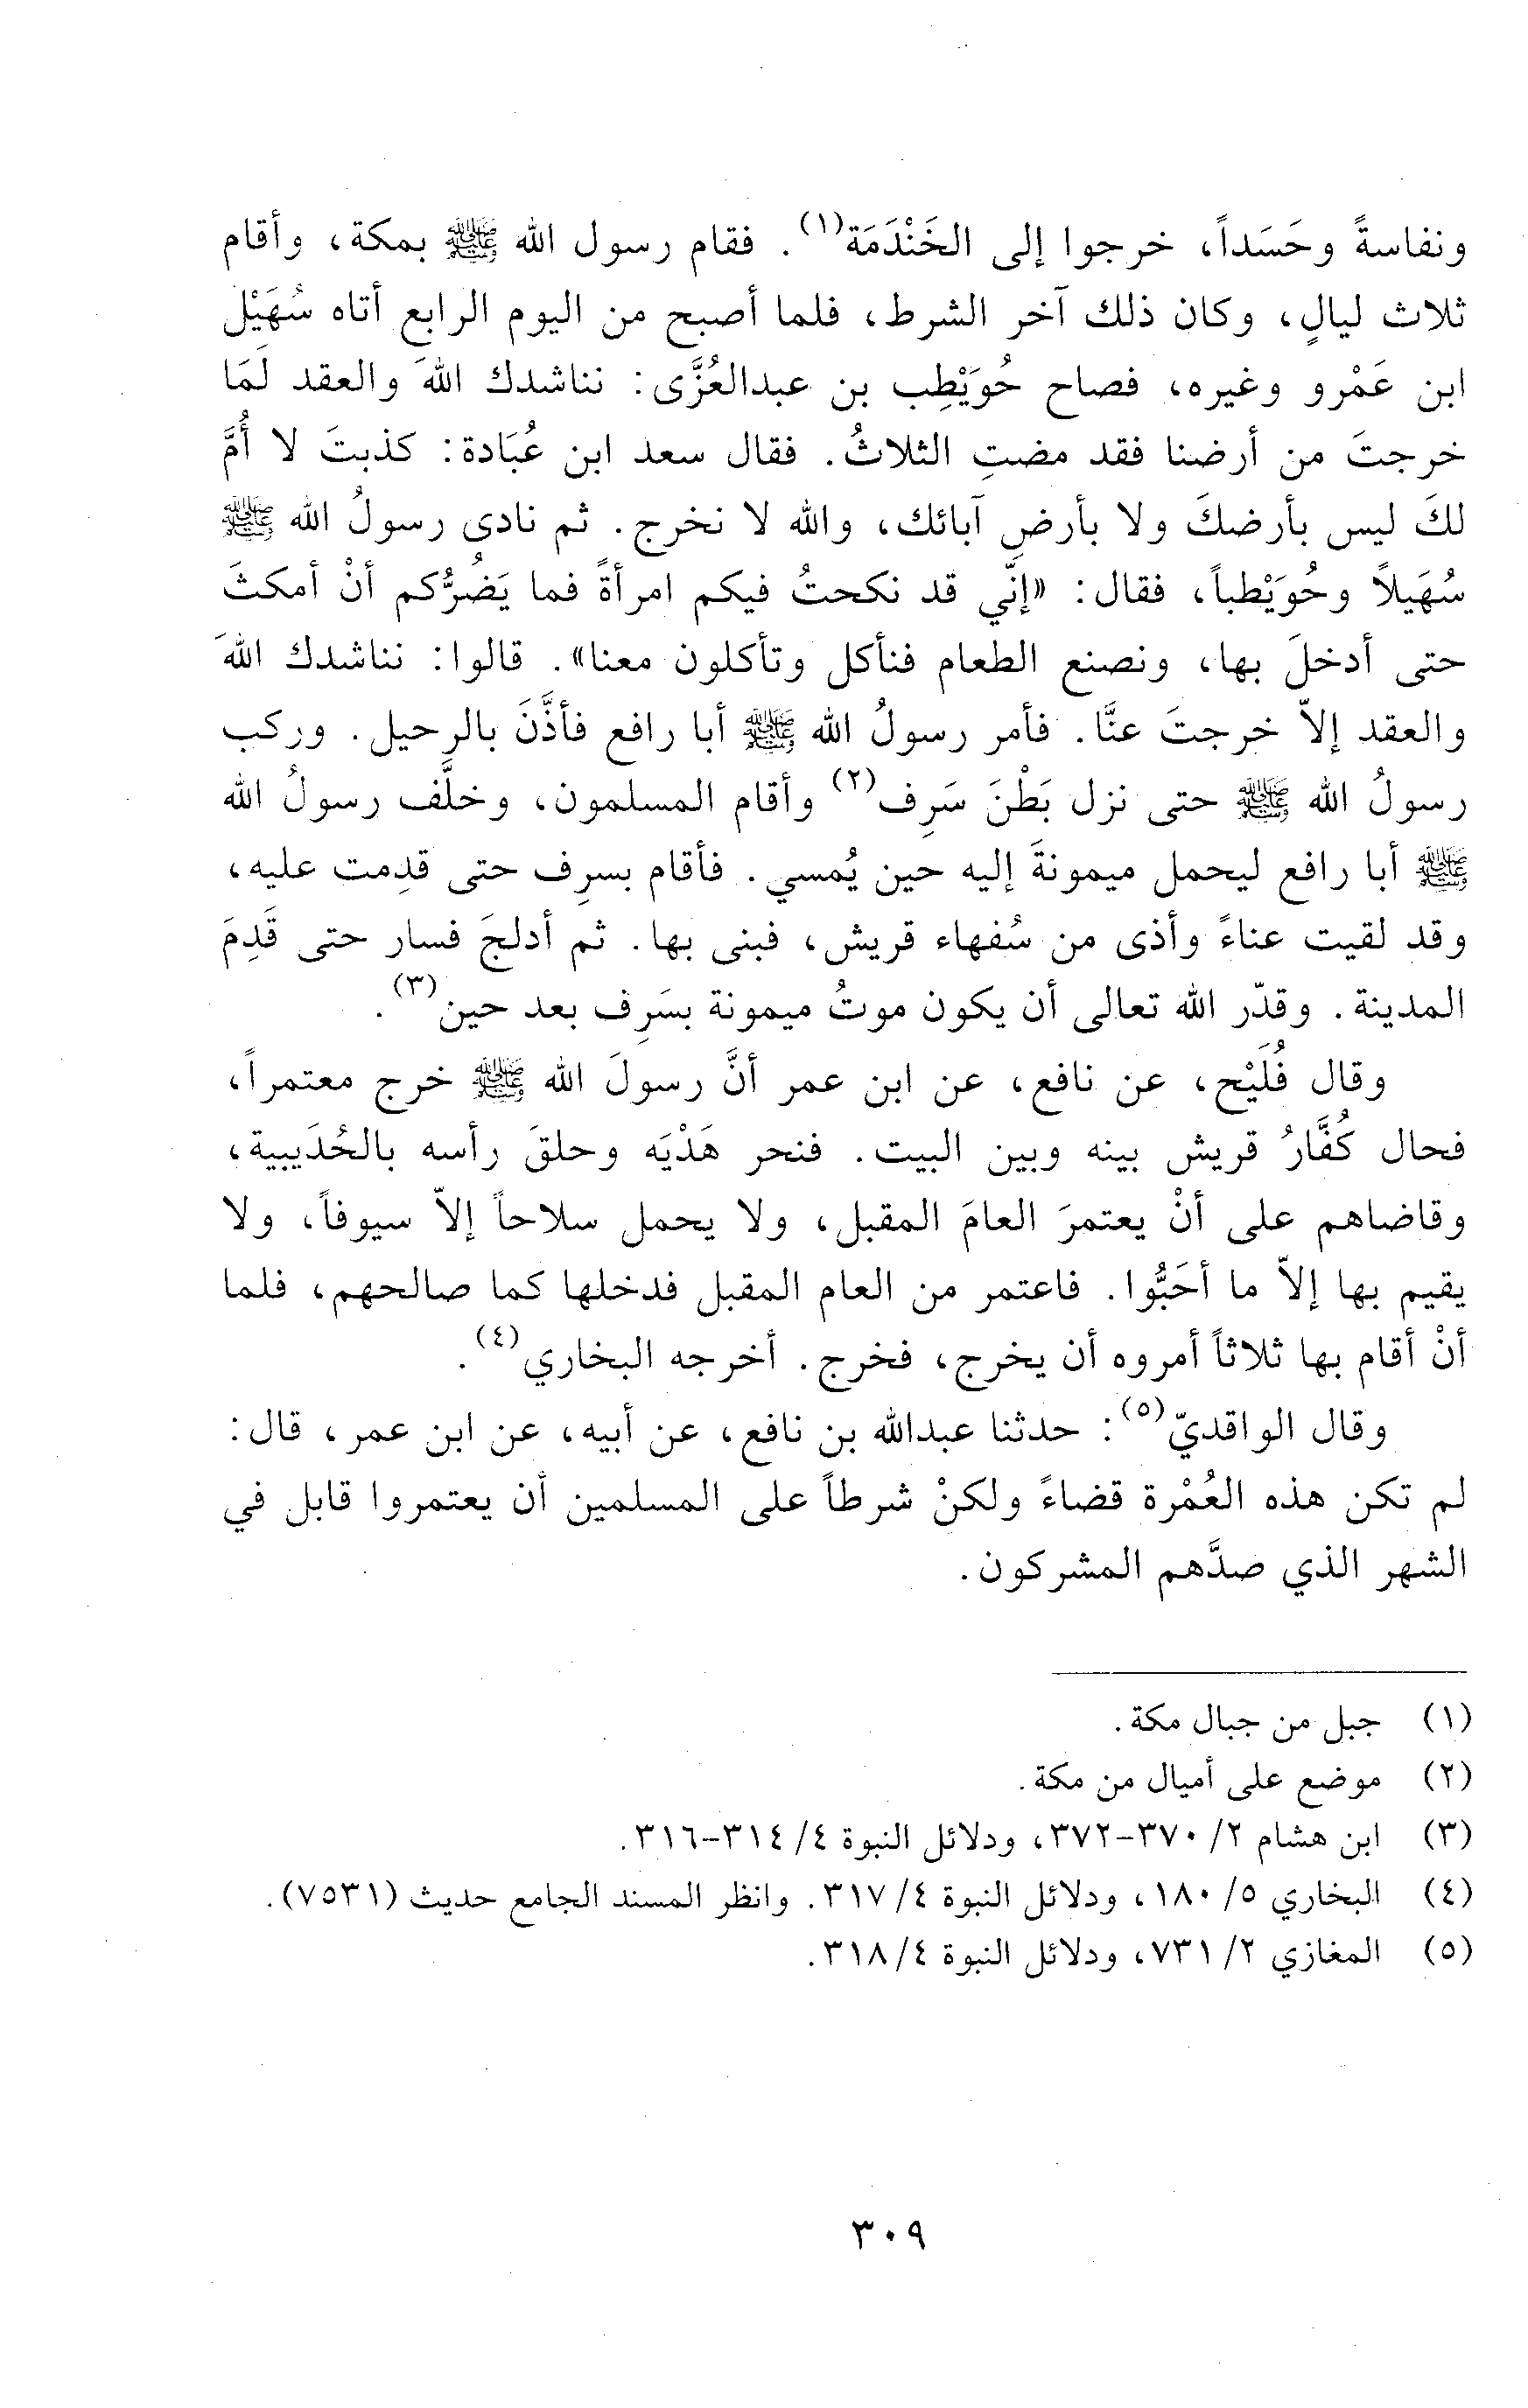 ونفاسةً وحَسَداً، خرجوا إلى الخَنْدَمَة(١). فقام رسول الله ﷺ بمكة، وأقام
ثلاث ليالٍ، وكان ذلك آخر الشرط، فلما أصبح من اليوم الرابع أتاه سُهَيْل
ابن عَمْرو وغيره، فصاح حُوَيْطِب بن عبدالعُزَّى: نناشدك اللهَ والعقد لَمَا
خرجتَ من أرضنا فقد مضتِ الثلاثُ. فقال سعد ابن عُبَادة: كذبتَ لا أُمَّ
لكَ ليس بأرضكَ ولا بأرضِ آبائك، والله لا نخرج. ثم نادى رسولُ الله ﷺ
سُهَيلاً وحُوَيْطباً، فقال: «إنّي قد نكحتُ فيكم امرأةً فما يَضُرُّكم أنْ أمكثَ
حتى أدخلَ بها، ونصنع الطعام فنأكل وتأكلون معنا». قالوا: نناشدك اللهَ
والعقد إلاّ خرجتَ عنَّا. فأمر رسولُ الله ﷺ أبا رافع فأذَّنَ بالرحيل. وركب
رسولُ الله ﷺ حتى نزل بَطْنَ سَرِف(٢) وأقام المسلمون، وخلَّف رسولُ الله
ﷺ أبا رافع ليحمل ميمونةَ إليه حين يُمسي. فأقام بسرِف حتى قدِمت عليه،
وقد لقيت عناءً وأذى من سُفهاء قريش، فبنى بها. ثم أدلجَ فسار حتى قَدِمَ
المدينة. وقدّر الله تعالى أن يكون موتُ ميمونة بسَرِف بعد حين(٣).
وقال فُلَيْح، عن نافع، عن ابن عمر أنَّ رسولَ الله ﷺ خرج معتمراً،
فحال كُفَّارُ قريش بينه وبين البيت. فنحر هَدْيَه وحلقَ رأسه بالحُدَيبية،
وقاضاهم على أنْ يعتمرَ العامَ المقبل، ولا يحمل سلاحاً إلاّ سيوفاً، ولا
يقيم بها إلاّ ما أحَبُّوا. فاعتمر من العام المقبل فدخلها كما صالحهم، فلما
أنْ أقام بها ثلاثاً أمروه أن يخرج، فخرج. أخرجه البخاري(٤).
وقال الواقديّ(٥): حدثنا عبدالله بن نافع، عن أبيه، عن ابن عمر، قال:
لم تكن هذه العُمْرة قضاءً ولكنْ شرطاً على المسلمين أن يعتمروا قابل في
الشهر الذي صدَّهم المشركون.
(١) جبل من جبال مكة.
(٢) موضع على أميال من مكة.
(٣) ابن هشام ٢/ ٣٧٠-٣٧٢، ودلائل النبوة ٤/ ٣١٤-٣١٦.
(٤) البخاري ٥/ ١٨٠، ودلائل النبوة ٤/ ٣١٧. وانظر المسند الجامع حديث (٧٥٣١).
(٥) المغازي ٢/ ٧٣١، ودلائل النبوة ٤/ ٣١٨.
٣٠٩